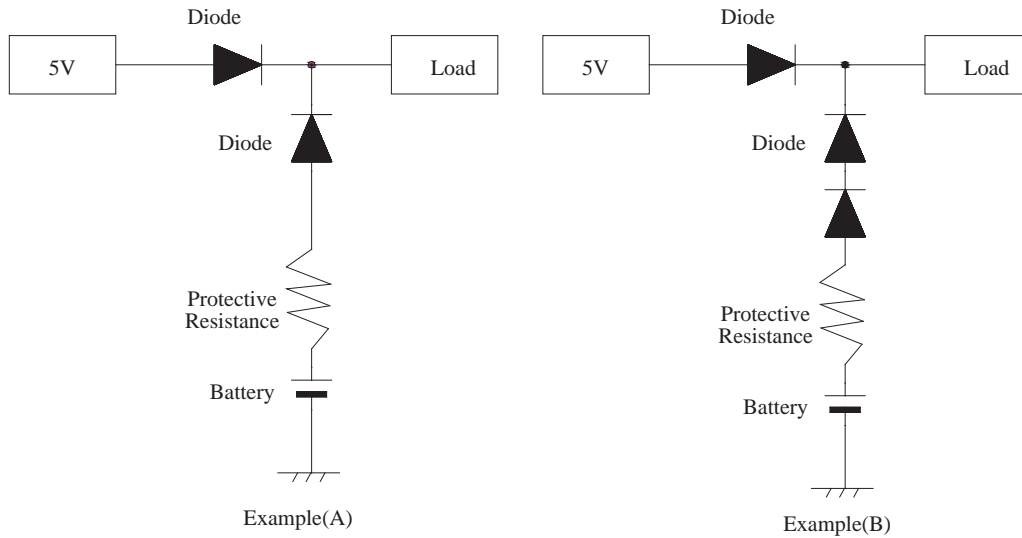 Diode
5V
Load
Diode
Protective
Resistance
Battery
Example(A)
Diode
5V
Load
Diode
Protective
Resistance
Battery
Example(B)